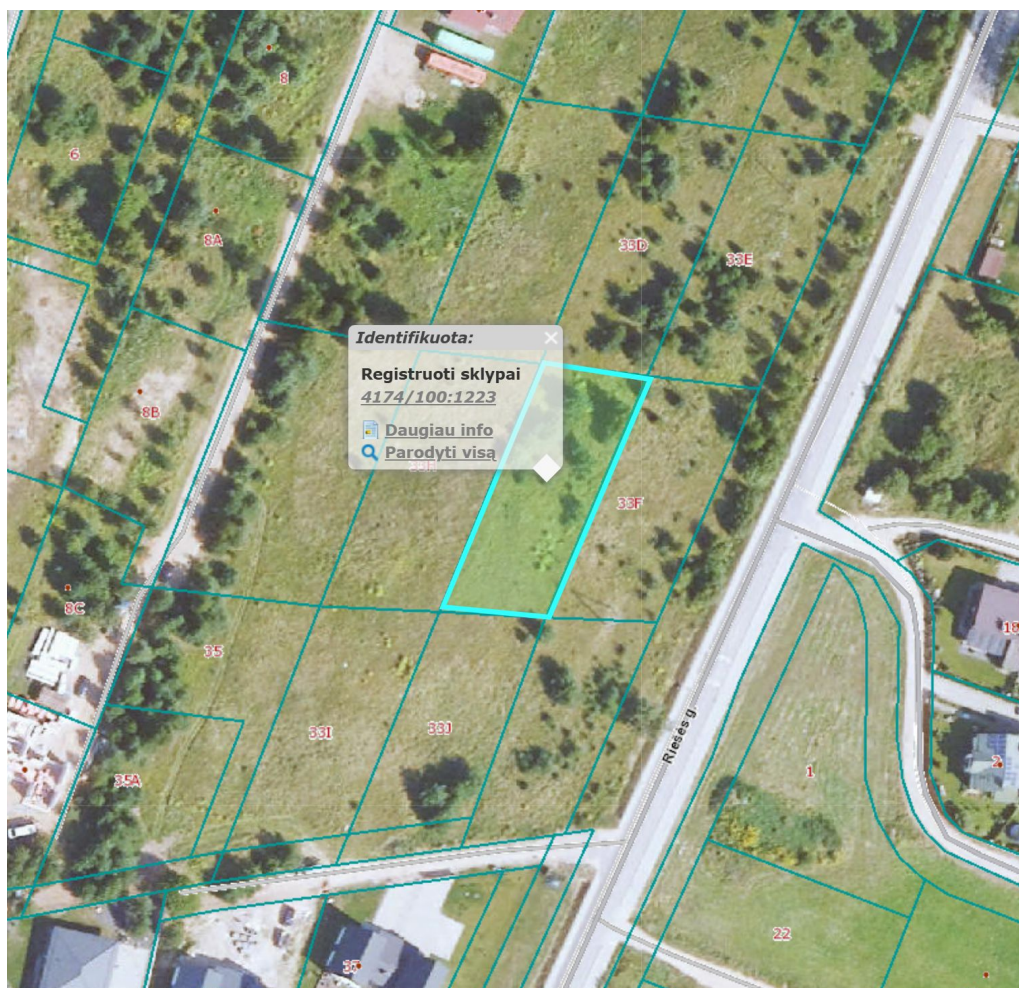 8
6
8A
33D
33E
Identifikuota:
Registruoti sklypai
4174/100:1223
Daugiau info
Parodyti visą
8B
33F
8C
18
35
33I
33J
Riešės g.
1
2
35A
22
37